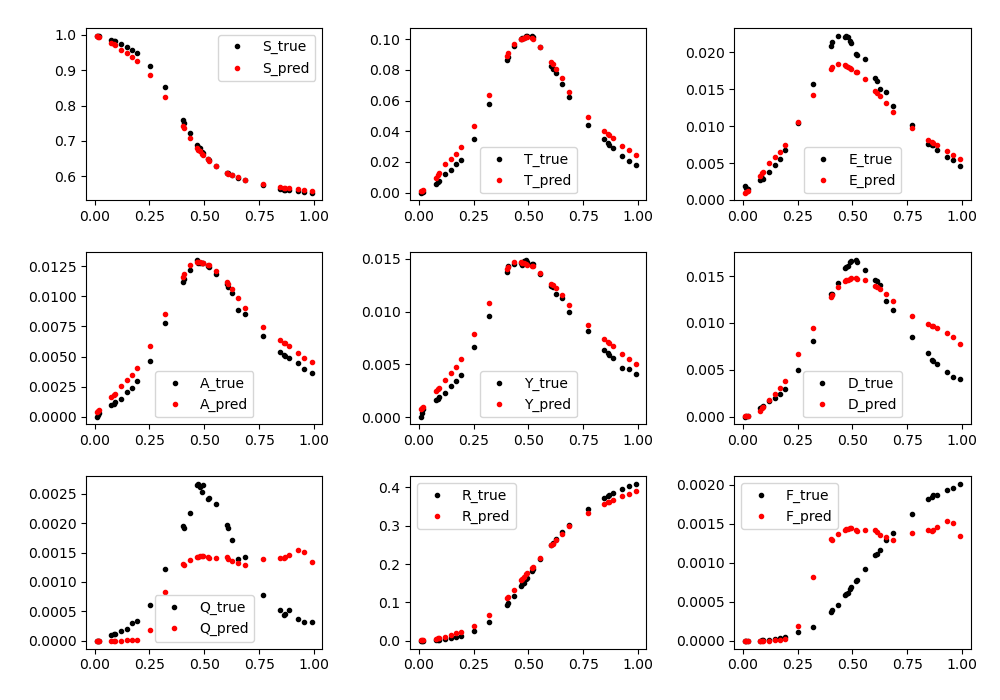 1.0
0.9
0.8
0.7
0.6
0.00 0.25 0.50 0.75 1.00
S_true
S_pred
0.10
0.08
0.06
0.04
0.02
0.00
0.00 0.25 0.50 0.75 1.00
T_true
T_pred
0.020
0.015
0.010
0.005
0.000
0.00 0.25 0.50 0.75 1.00
E_true
E_pred
0.0125
0.0100
0.0075
0.0050
0.0025
0.0000
0.00 0.25 0.50 0.75 1.00
A_true
A_pred
0.015
0.010
0.005
0.000
0.00 0.25 0.50 0.75 1.00
Y_true
Y_pred
0.015
0.010
0.005
0.000
0.00 0.25 0.50 0.75 1.00
D_true
D_pred
0.0025
0.0020
0.0015
0.0010
0.0005
0.0000
0.00 0.25 0.50 0.75 1.00
Q_true
Q_pred
0.4
0.3
0.2
0.1
0.0
0.00 0.25 0.50 0.75 1.00
R_true
R_pred
0.0020
0.0015
0.0010
0.0005
0.0000
0.00 0.25 0.50 0.75 1.00
F_true
F_pred